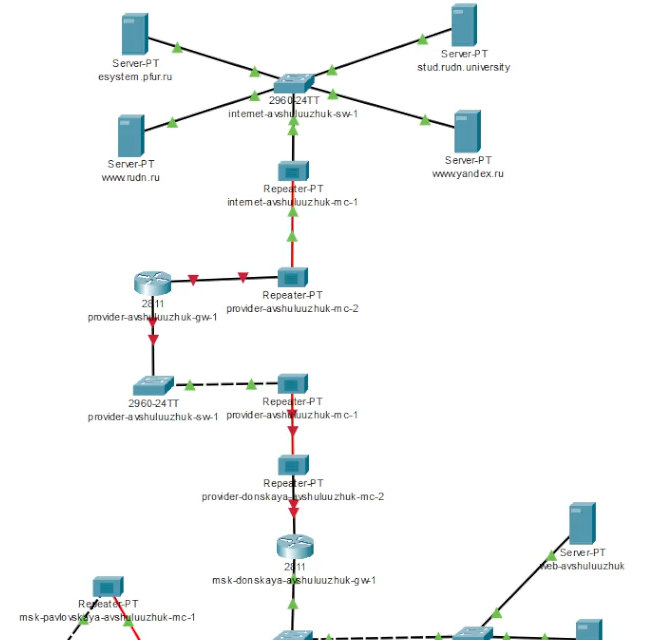 Server-PT
esystem.pfur.ru
Server-PT
stud.rudn.university
2960-24TT
internet-avshuluuzhuk-sw-1
Server-PT
www.rudn.ru
Server-PT
www.yandex.ru
Repeater-PT
internet-avshuluuzhuk-mc-1
2811
provider-avshuluuzhuk-gw-1
Repeater-PT
provider-avshuluuzhuk-mc-2
2960-24TT
provider-avshuluuzhuk-sw-1
Repeater-PT
provider-avshuluuzhuk-mc-1
Repeater-PT
provider-donskaya-avshuluuzhuk-mc-2
2811
msk-donskaya-avshuluuzhuk-gw-1
Server-PT
web-avshuluuzhuk
Repeater-PT
msk-pavlovskaya-avshuluuzhuk-mc-1